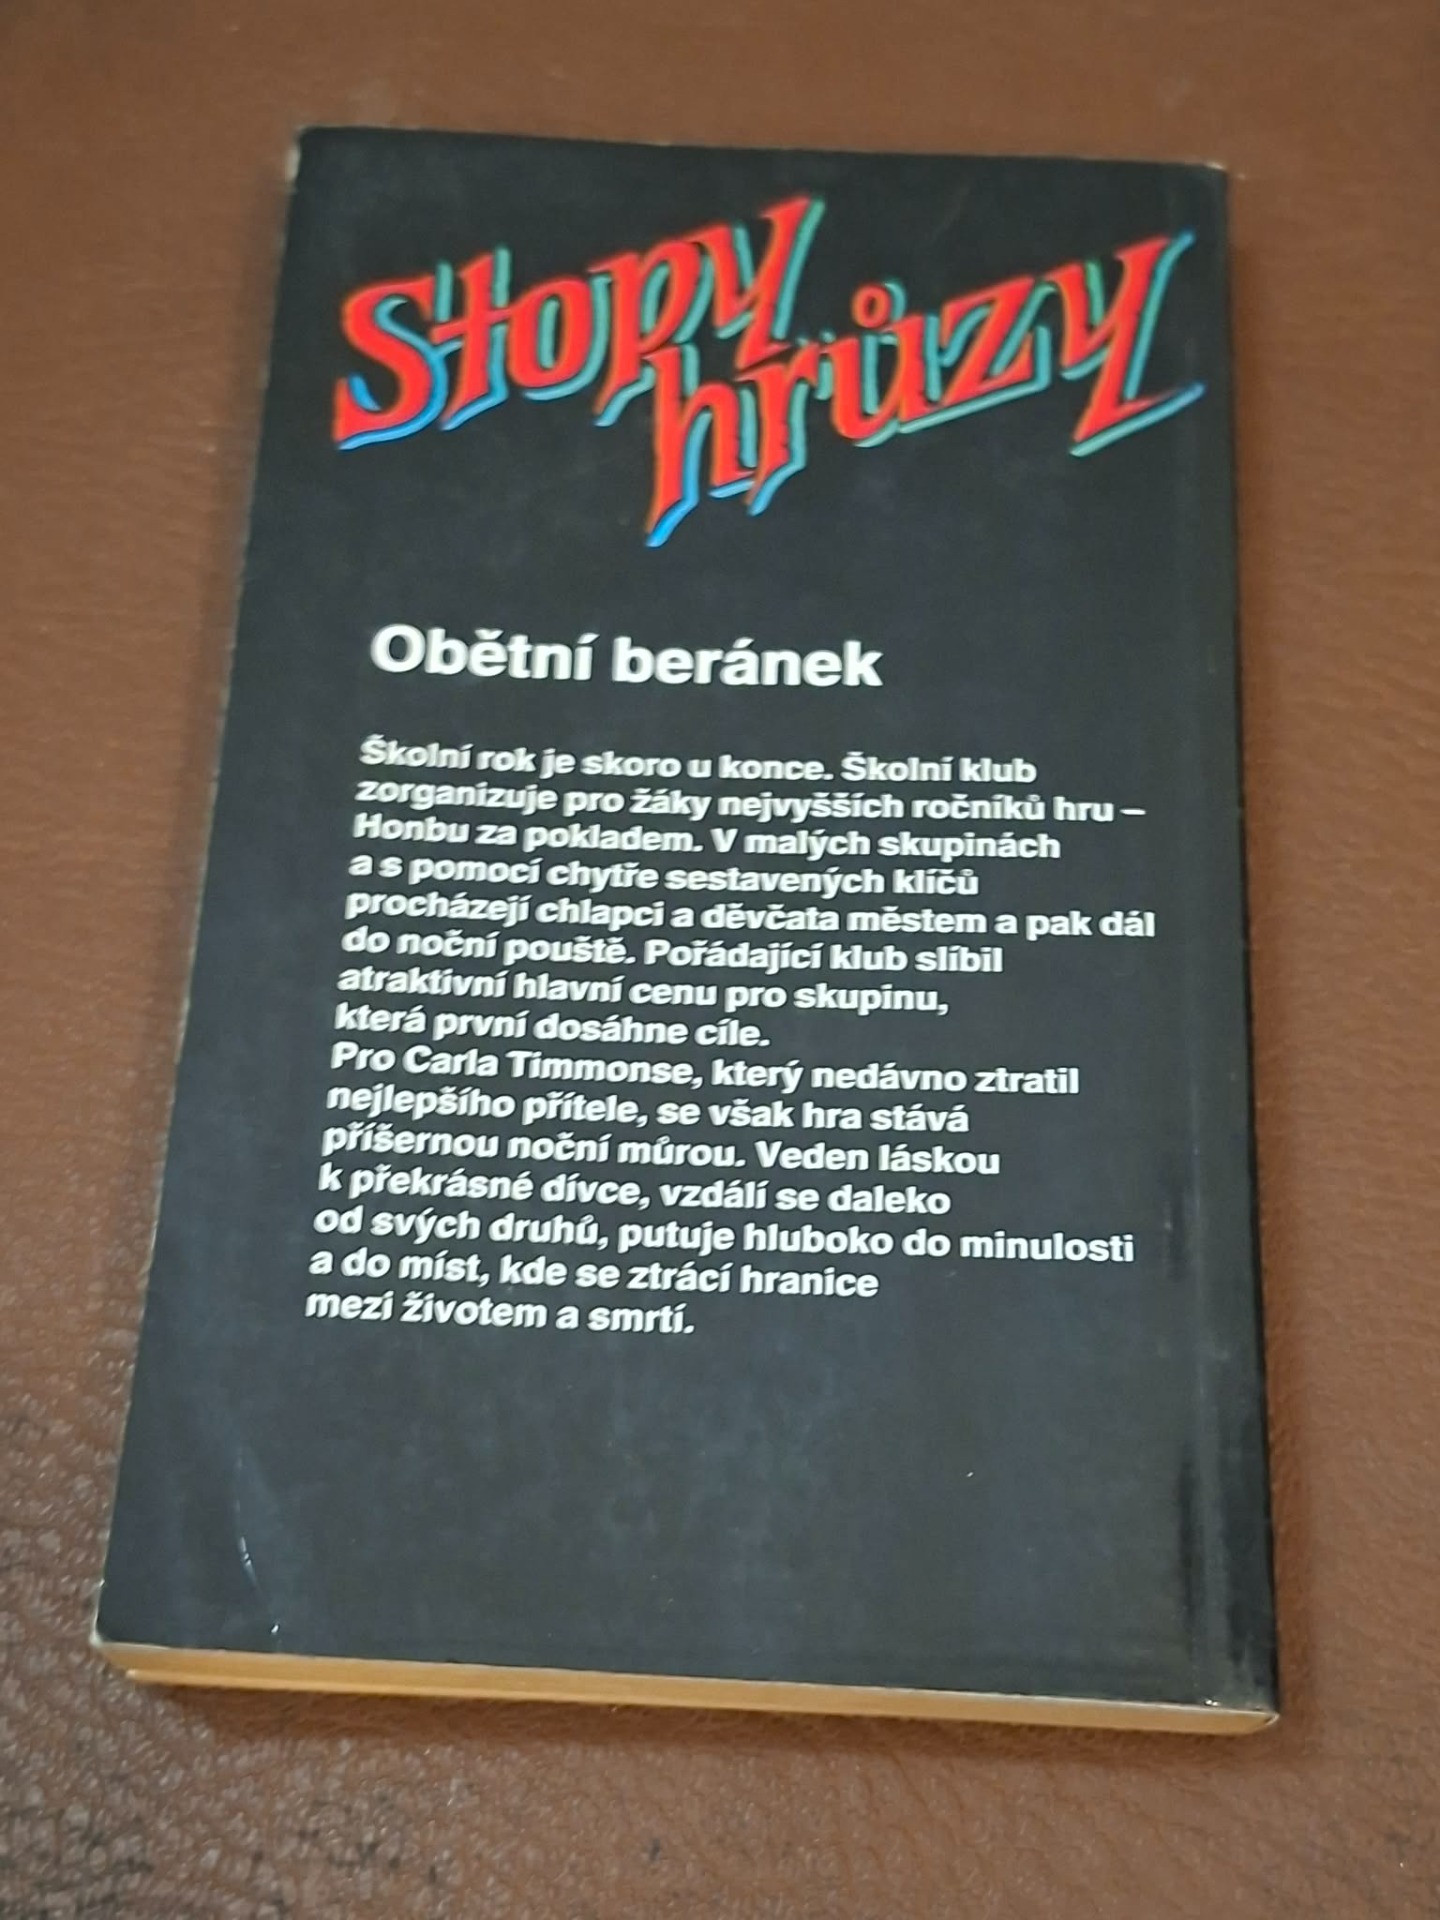 Stopy
hrůzy
Obětní beránek
Školní rok je skoro u konce. Školní klub
zorganizuje pro žáky nejvyšších ročníků hru –
Honbu za pokladem. V malých skupinách
a s pomocí chytře sestavených klíčů
procházejí chlapci a děvčata městem a pak dál
do noční pouště. Pořádající klub slíbil
atraktivní hlavní cenu pro skupinu,
která první dosáhne cíle.
Pro Carla Timmonse, který nedávno ztratil
nejlepšího přítele, se však hra stává
příšernou noční můrou. Veden láskou
k překrásné dívce, vzdálí se daleko
od svých druhů, putuje hluboko do minulosti
a do míst, kde se ztrácí hranice
mezi životem a smrtí.